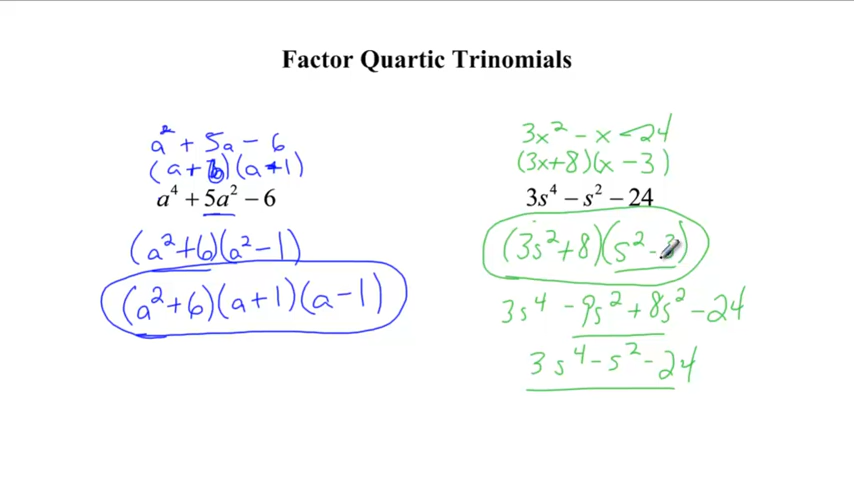 Factor Quartic Trinomials
a² + 5a - 6
(a+6)(a-1)
a⁴ + 5a² - 6
(a²+6)(a²-1)
(a²+6)(a+1)(a-1)
3x² - x - 24
(3x+8)(x-3)
3s⁴ - s² - 24
(3s²+8)(s²-3)
3s⁴ - 9s² + 8s² - 24
3s⁴ - s² - 24